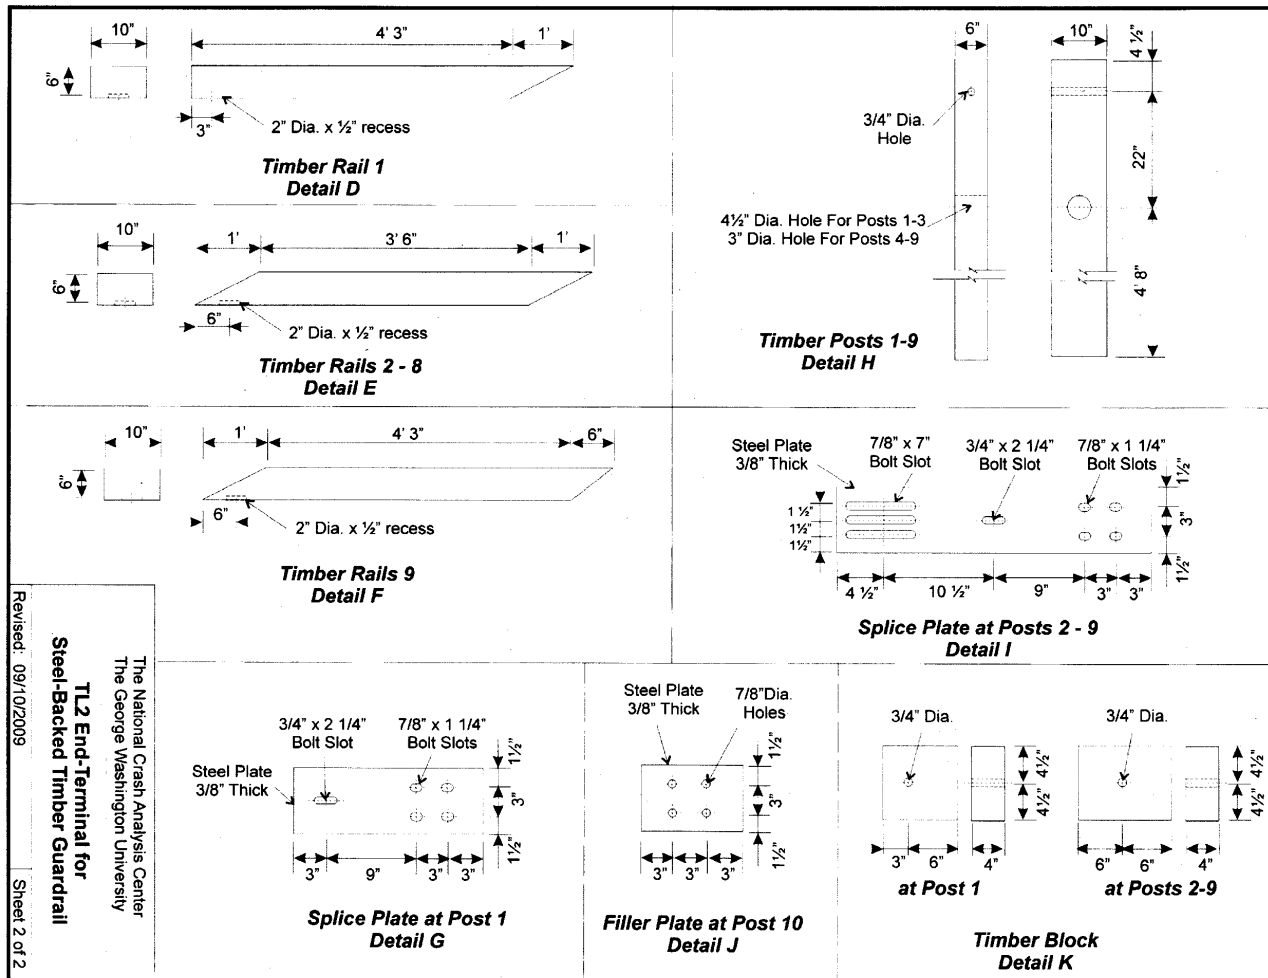 10"
4' 3"
1'
6"
3"
2" Dia. x ½" recess
Timber Rail 1
Detail D
10"
1'
3' 6"
1'
6"
6"
2" Dia. x ½" recess
Timber Rails 2 - 8
Detail E
10"
1'
4' 3"
6"
6"
6"
2" Dia. x ½" recess
Timber Rails 9
Detail F
6"
10"
4 ½"
3/4" Dia.
Hole
22"
4½" Dia. Hole For Posts 1-3
3" Dia. Hole For Posts 4-9
4' 8"
Timber Posts 1-9
Detail H
Steel Plate
3/8" Thick
7/8" x 7"
Bolt Slot
3/4" x 2 1/4"
Bolt Slot
7/8" x 1 1/4"
Bolt Slots
1½"
3"
1½"
1 ½"
1½"
1½"
4 ½"
10 ½"
9"
3"
3"
Splice Plate at Posts 2 - 9
Detail I
The National Crash Analysis Center
The George Washington University
TL2 End-Terminal for
Steel-Backed Timber Guardrail
Revised: 09/10/2009
Sheet 2 of 2
3/4" x 2 1/4"
Bolt Slot
7/8" x 1 1/4"
Bolt Slots
Steel Plate
3/8" Thick
1½"
3"
1½"
3"
9"
3"
3"
Splice Plate at Post 1
Detail G
Steel Plate
3/8" Thick
7/8"Dia.
Holes
1½"
3"
1½"
3"
3"
3"
Filler Plate at Post 10
Detail J
3/4" Dia.
4½"
4½"
3"
6"
4"
at Post 1
3/4" Dia.
4½"
4½"
6"
6"
4"
at Posts 2-9
Timber Block
Detail K